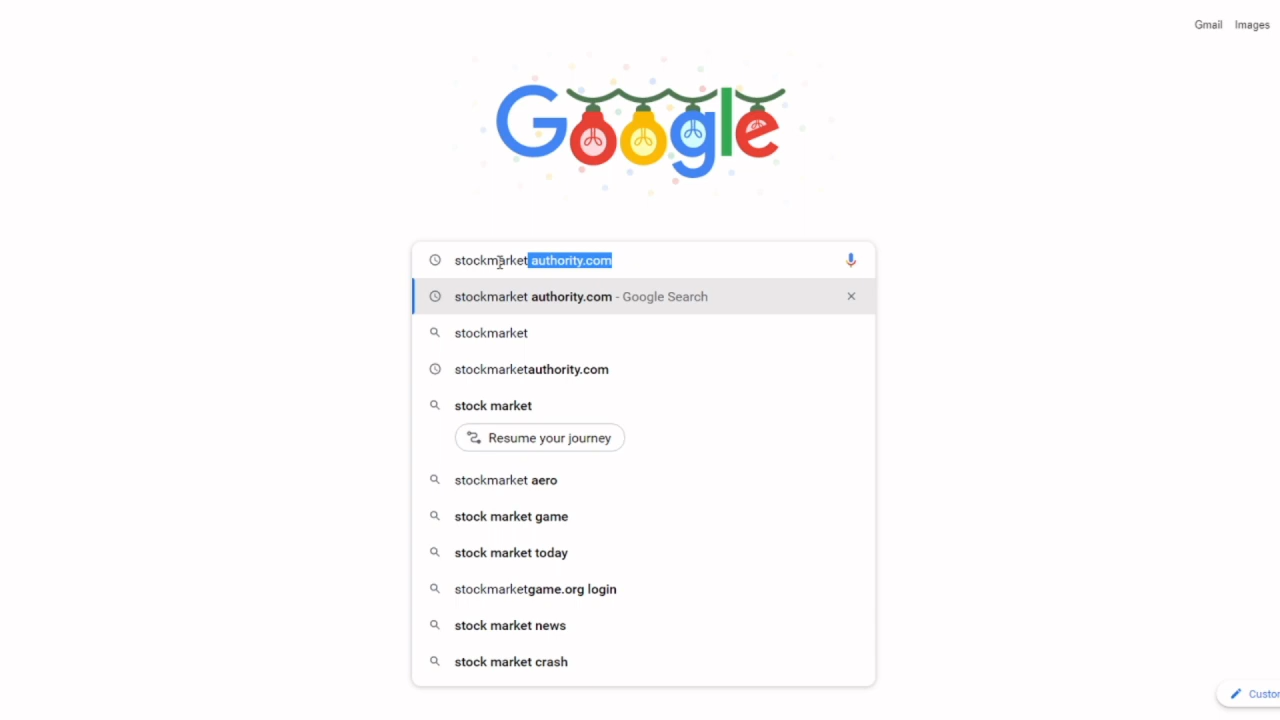 Gmail Images
Google
stockmarket authority.com
stockmarket authority.com - Google Search
stockmarket
stockmarketauthority.com
stock market
Resume your journey
stockmarket aero
stock market game
stock market today
stockmarketgame.org login
stock market news
stock market crash
Custor